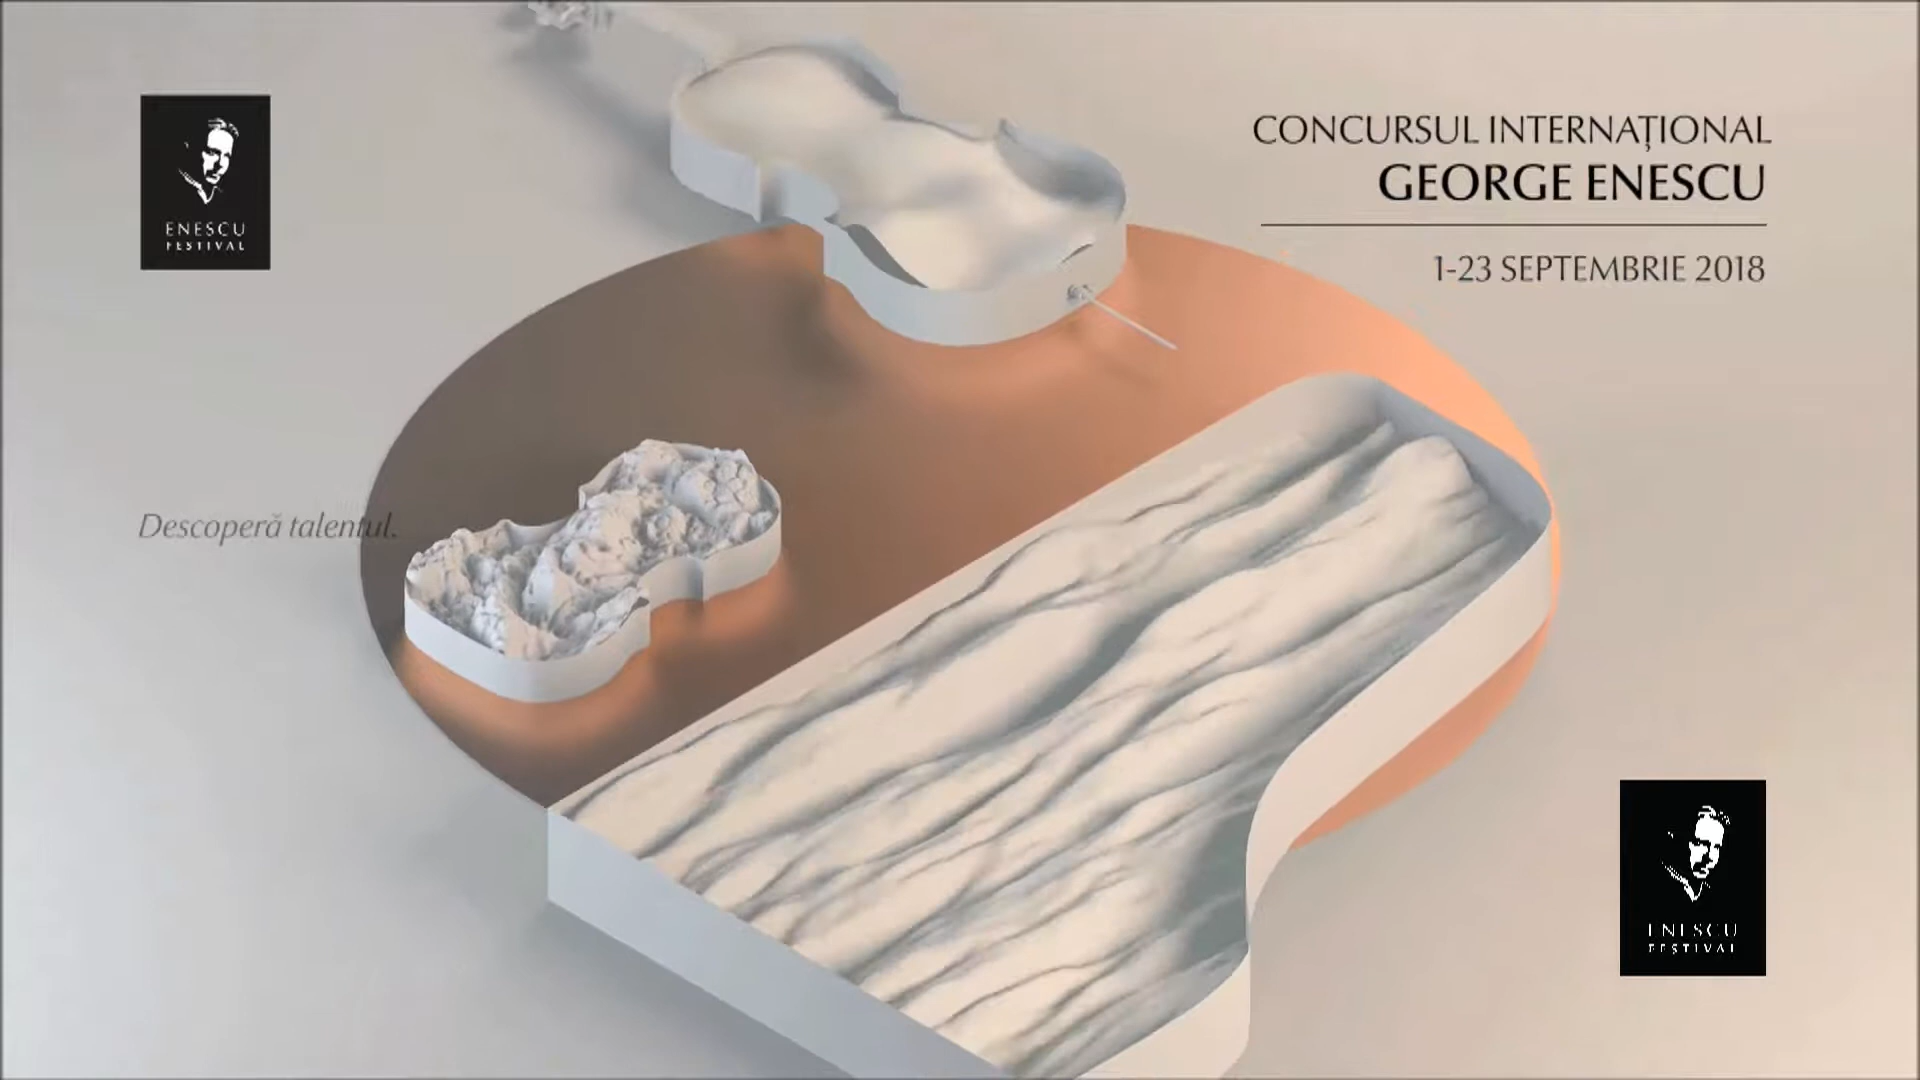 ENESCU
FESTIVAL
CONCURSUL INTERNAȚIONAL
GEORGE ENESCU
1-23 SEPTEMBRIE 2018
Descoperă talentul.
ENESCU
FESTIVAL